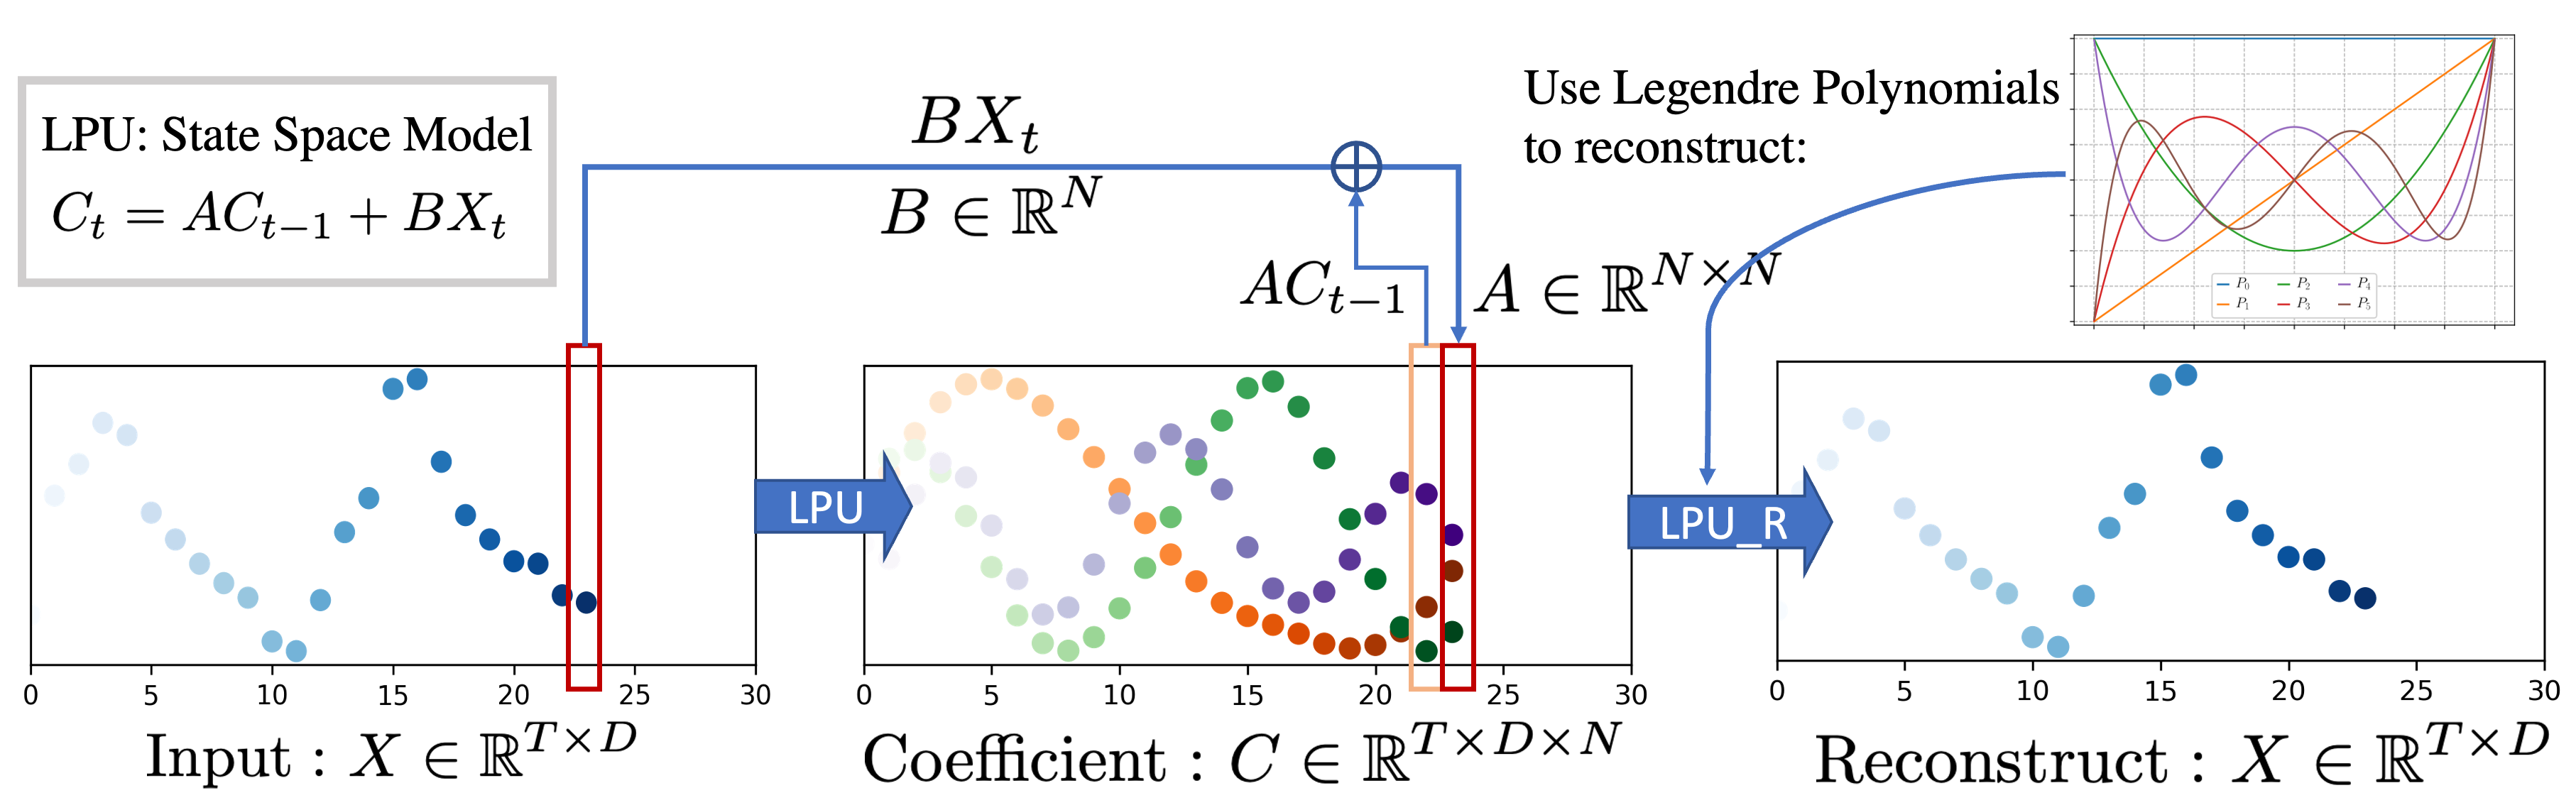 LPU: State Space Model
$C_t = AC_{t-1} + BX_t$
$BX_t$
$B \in \mathbb{R}^N$
$AC_{t-1}$
$A \in \mathbb{R}^{N \times N}$
Use Legendre Polynomials
to reconstruct:
$P_0$ $P_2$ $P_4$
$P_1$ $P_3$ $P_5$
LPU
LPU_R
0 5 10 15 20 25 30
0 5 10 15 20 25 30
0 5 10 15 20 25 30
Input : $X \in \mathbb{R}^{T \times D}$
Coefficient : $C \in \mathbb{R}^{T \times D \times N}$
Reconstruct : $X \in \mathbb{R}^{T \times D}$